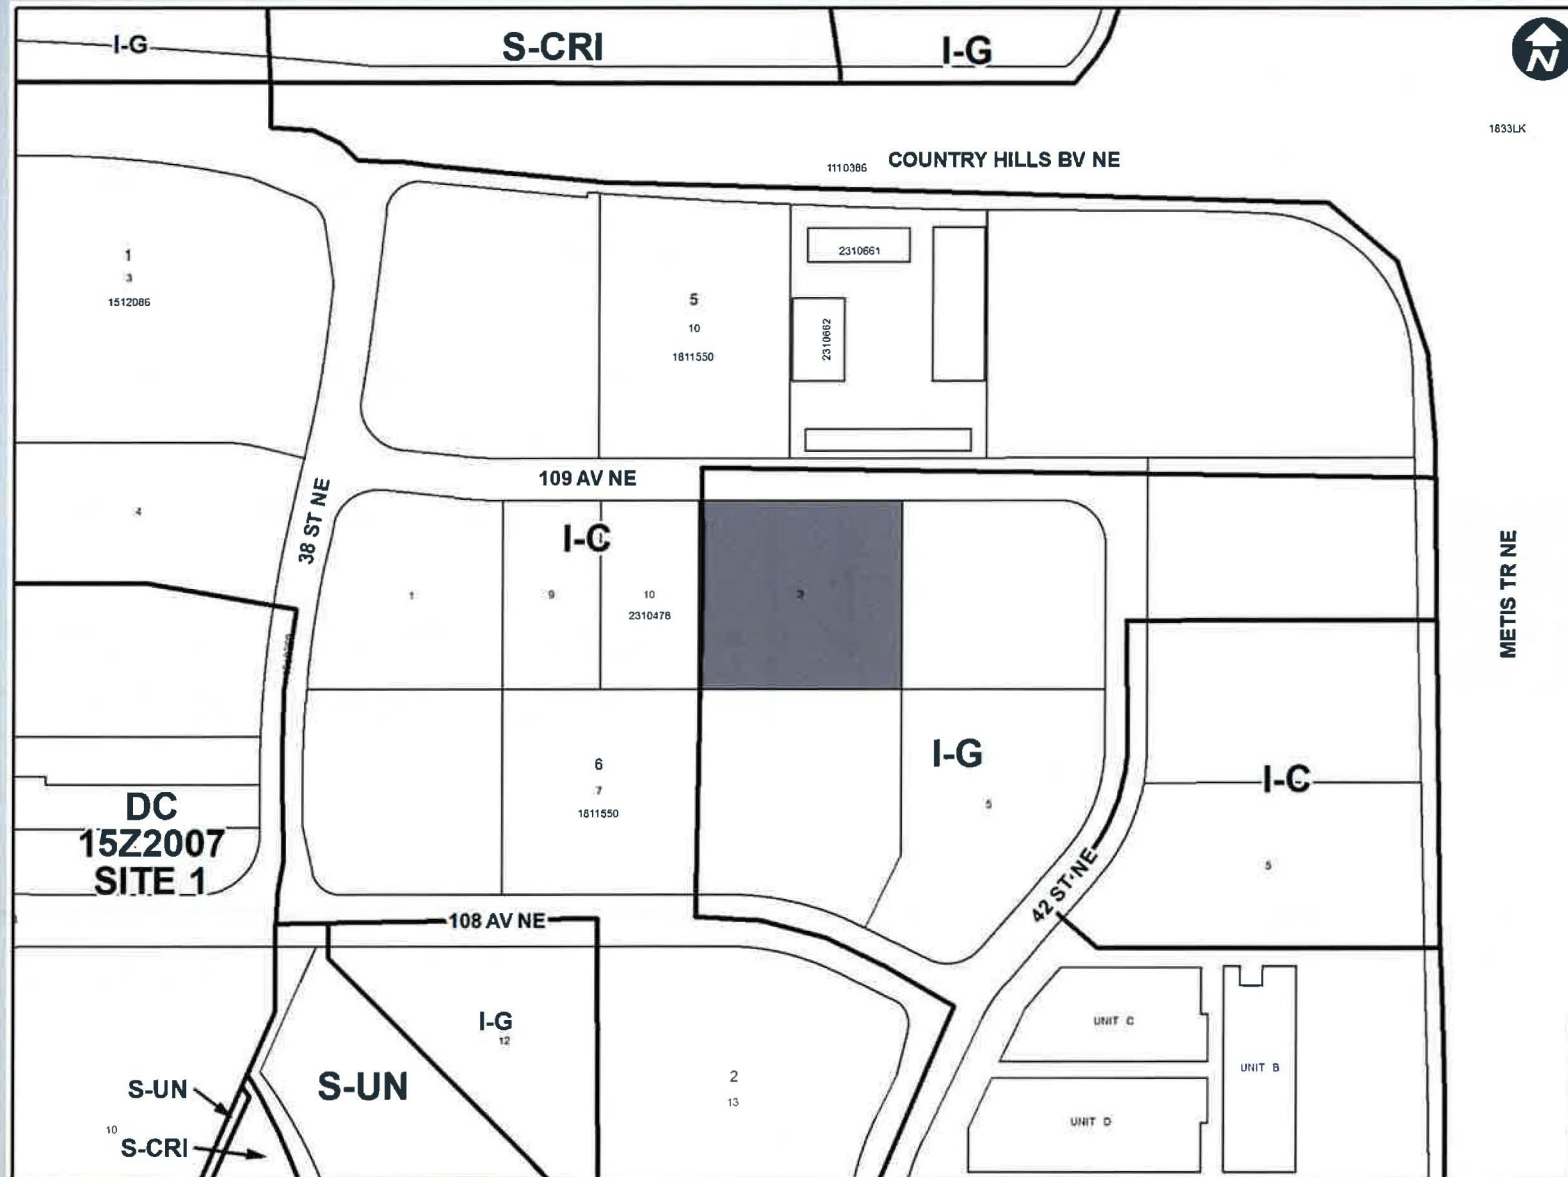 I-G
S-CRI
I-G
N
1833LK
1110386
COUNTRY HILLS BV NE
1
3
1512086
5
10
1811550
2310661
2310662
109 AV NE
38 ST NE
4
I-C
1
9
10
2310478
METIS TR NE
6
7
1811550
I-G
5
I-C
5
DC
15Z2007
SITE 1
42 ST NE
108 AV NE
I-G
12
S-UN
S-UN
10
S-CRI
2
13
UNIT C
UNIT B
UNIT D